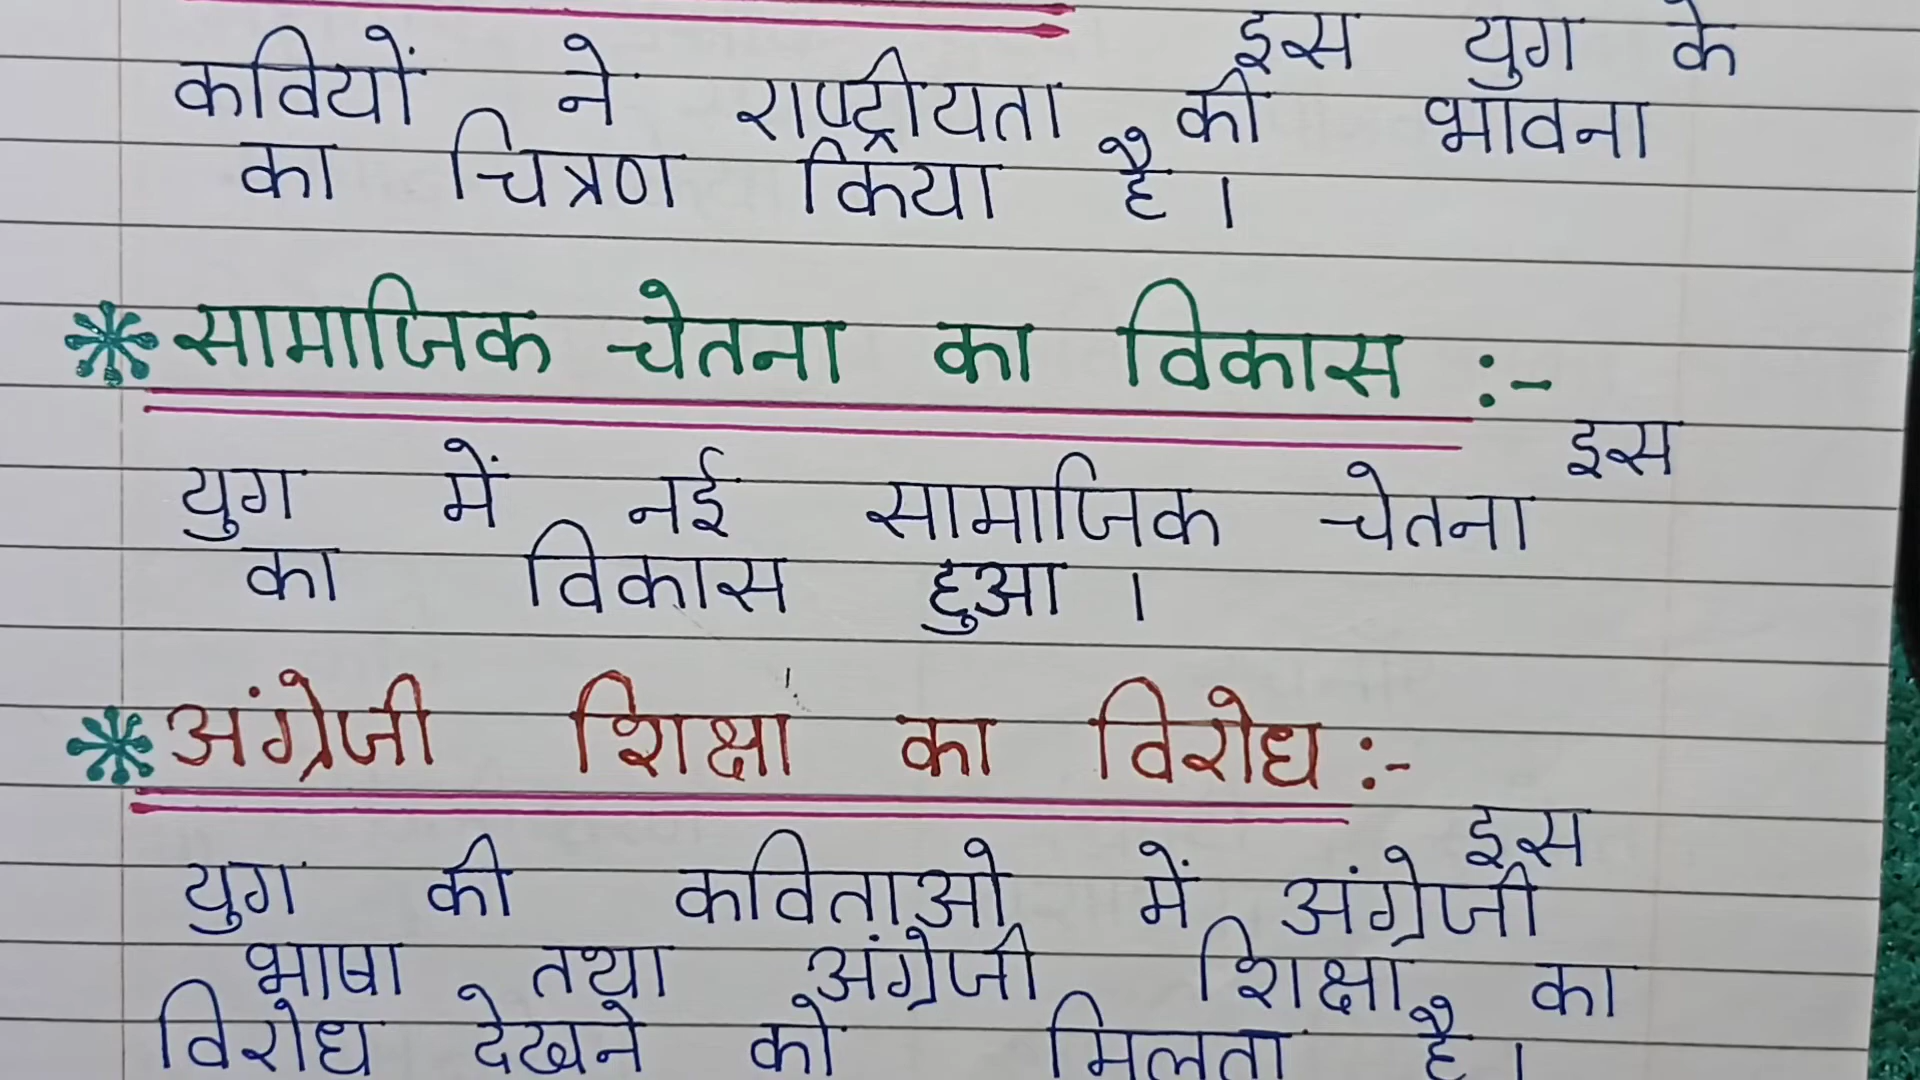 इस युग के
कवियों ने राष्ट्रीयता की भावना
का चित्रण किया है।
सामाजिक चेतना का विकास :-
इस
युग में नई सामाजिक चेतना
का विकास हुआ ।
अंग्रेजी शिक्षा का विरोध :-
इस
युग की कविताओ में अंग्रेजी
भाषा तथा अंग्रेजी शिक्षा का
विरोध देखने को मिलता है ।